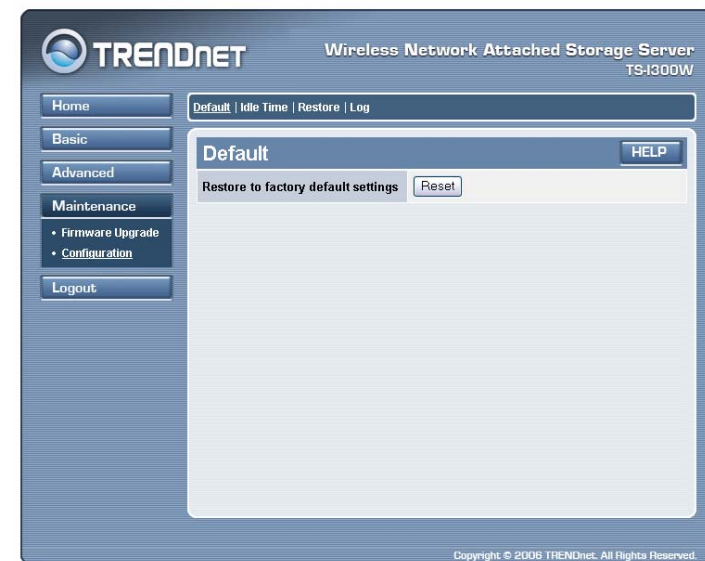 TRENDnet
Wireless Network Attached Storage Server
TS-I300W
Home
Default | Idle Time | Restore | Log
Basic
Advanced
Maintenance
• Firmware Upgrade
• Configuration
Logout
Default
HELP
Restore to factory default settings
Reset
Copyright © 2006 TRENDnet. All Rights Reserved.